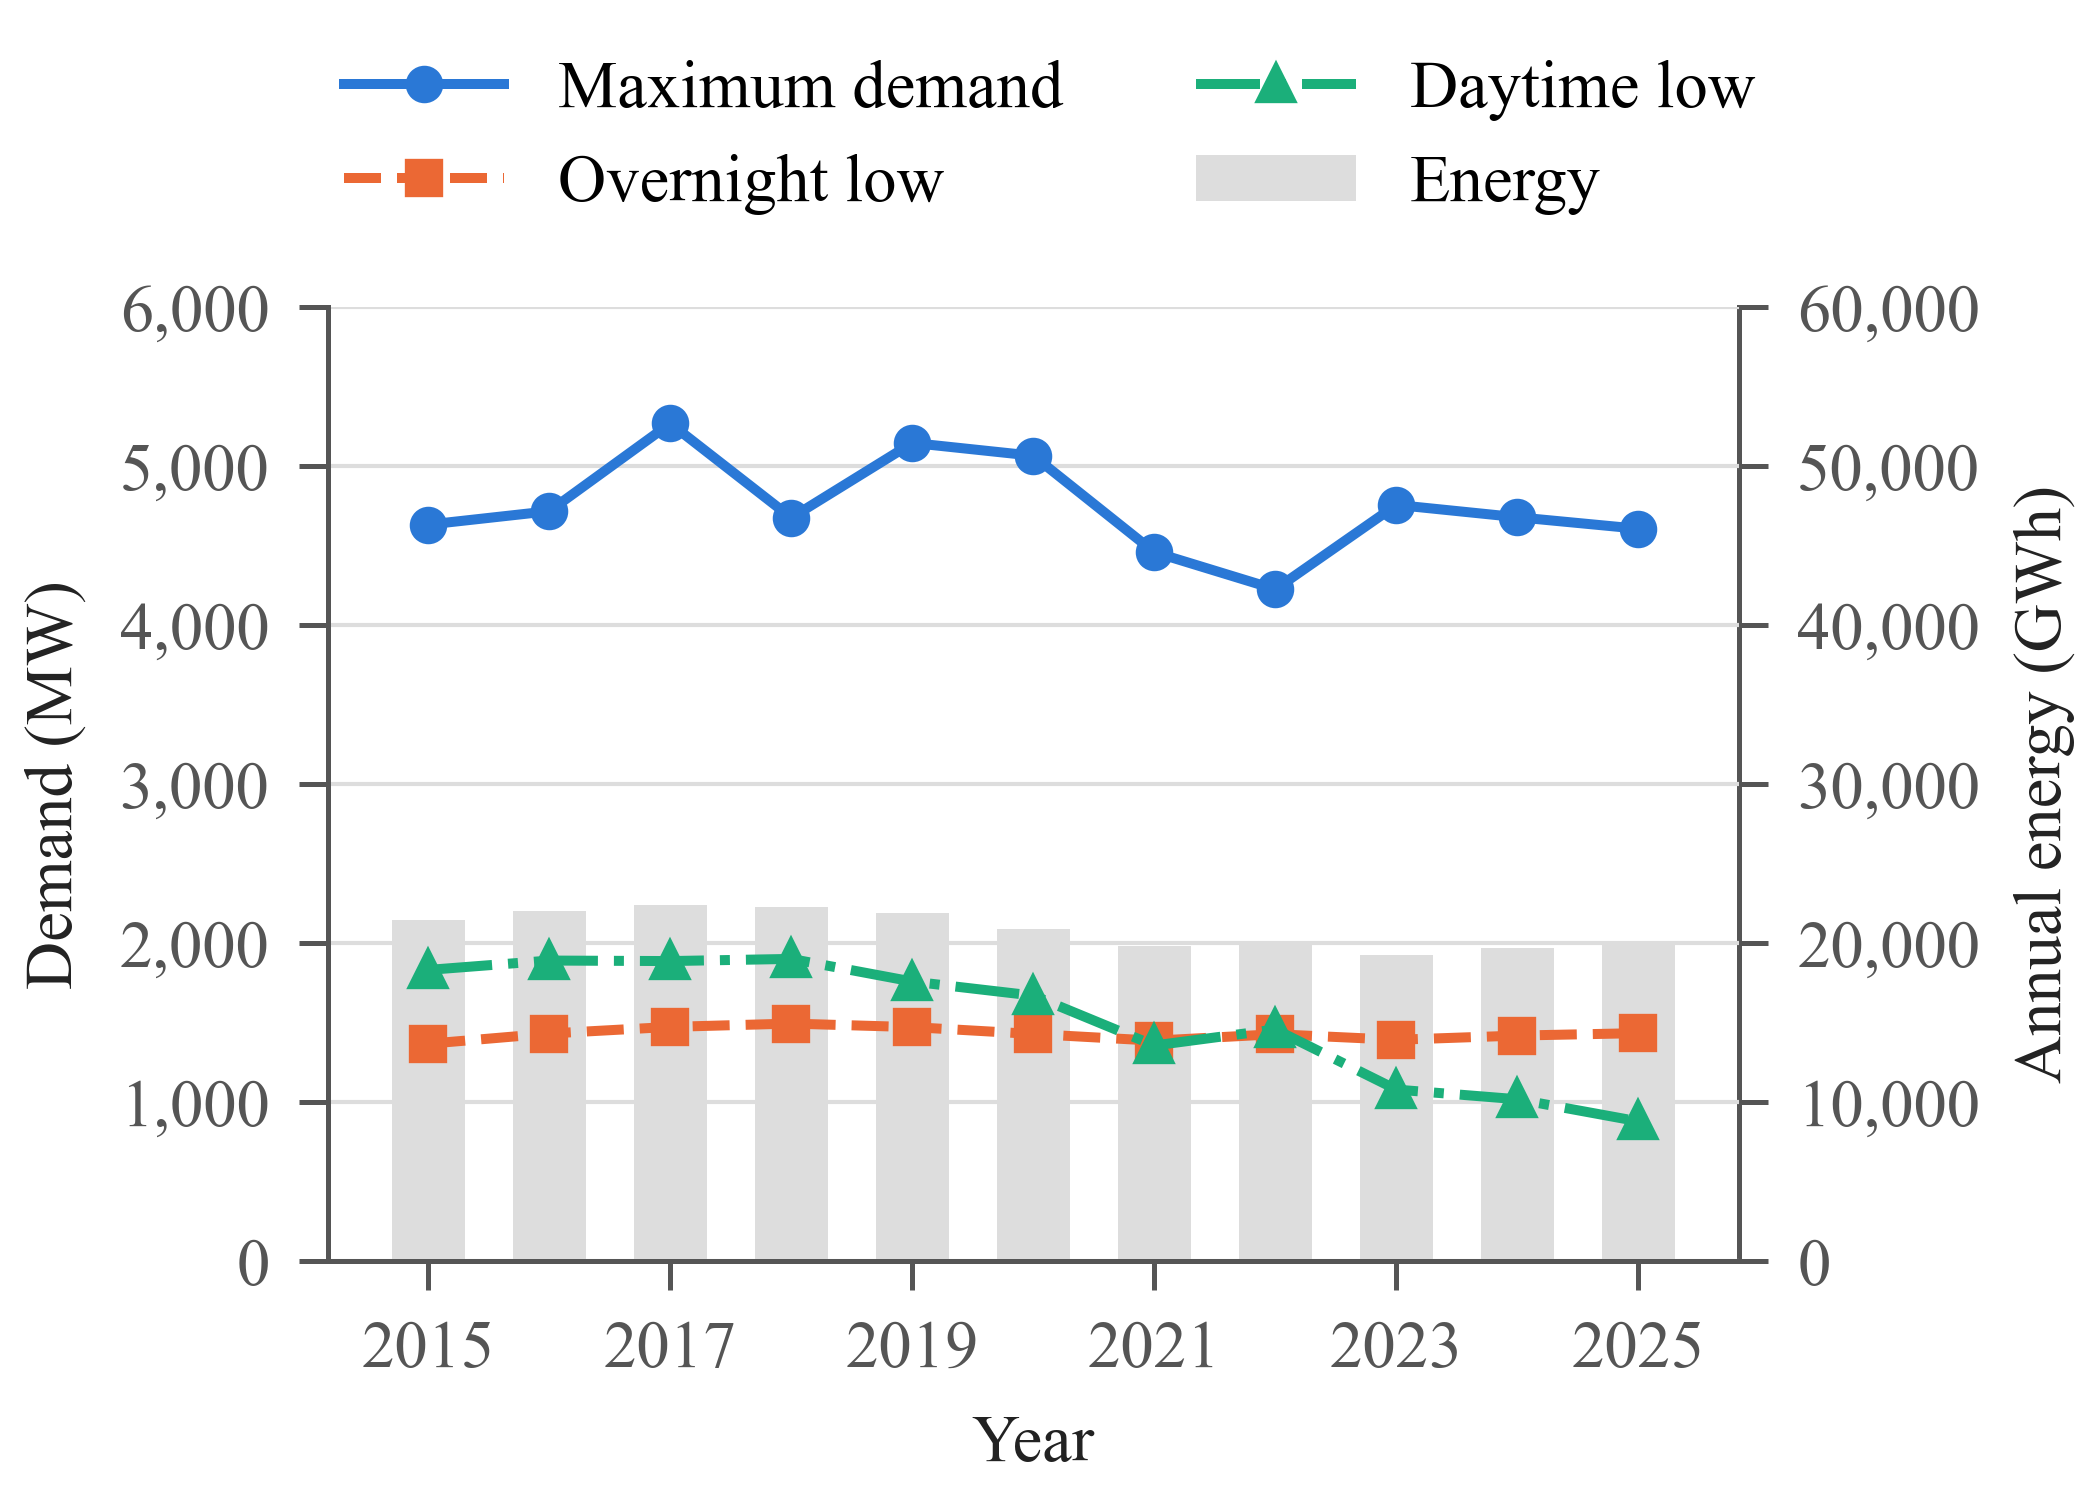 Maximum demand
Daytime low
Overnight low
Energy
6,000
5,000
4,000
3,000
2,000
1,000
0
Demand (MW)
60,000
50,000
40,000
30,000
20,000
10,000
0
Annual energy (GWh)
2015 2017 2019 2021 2023 2025
Year